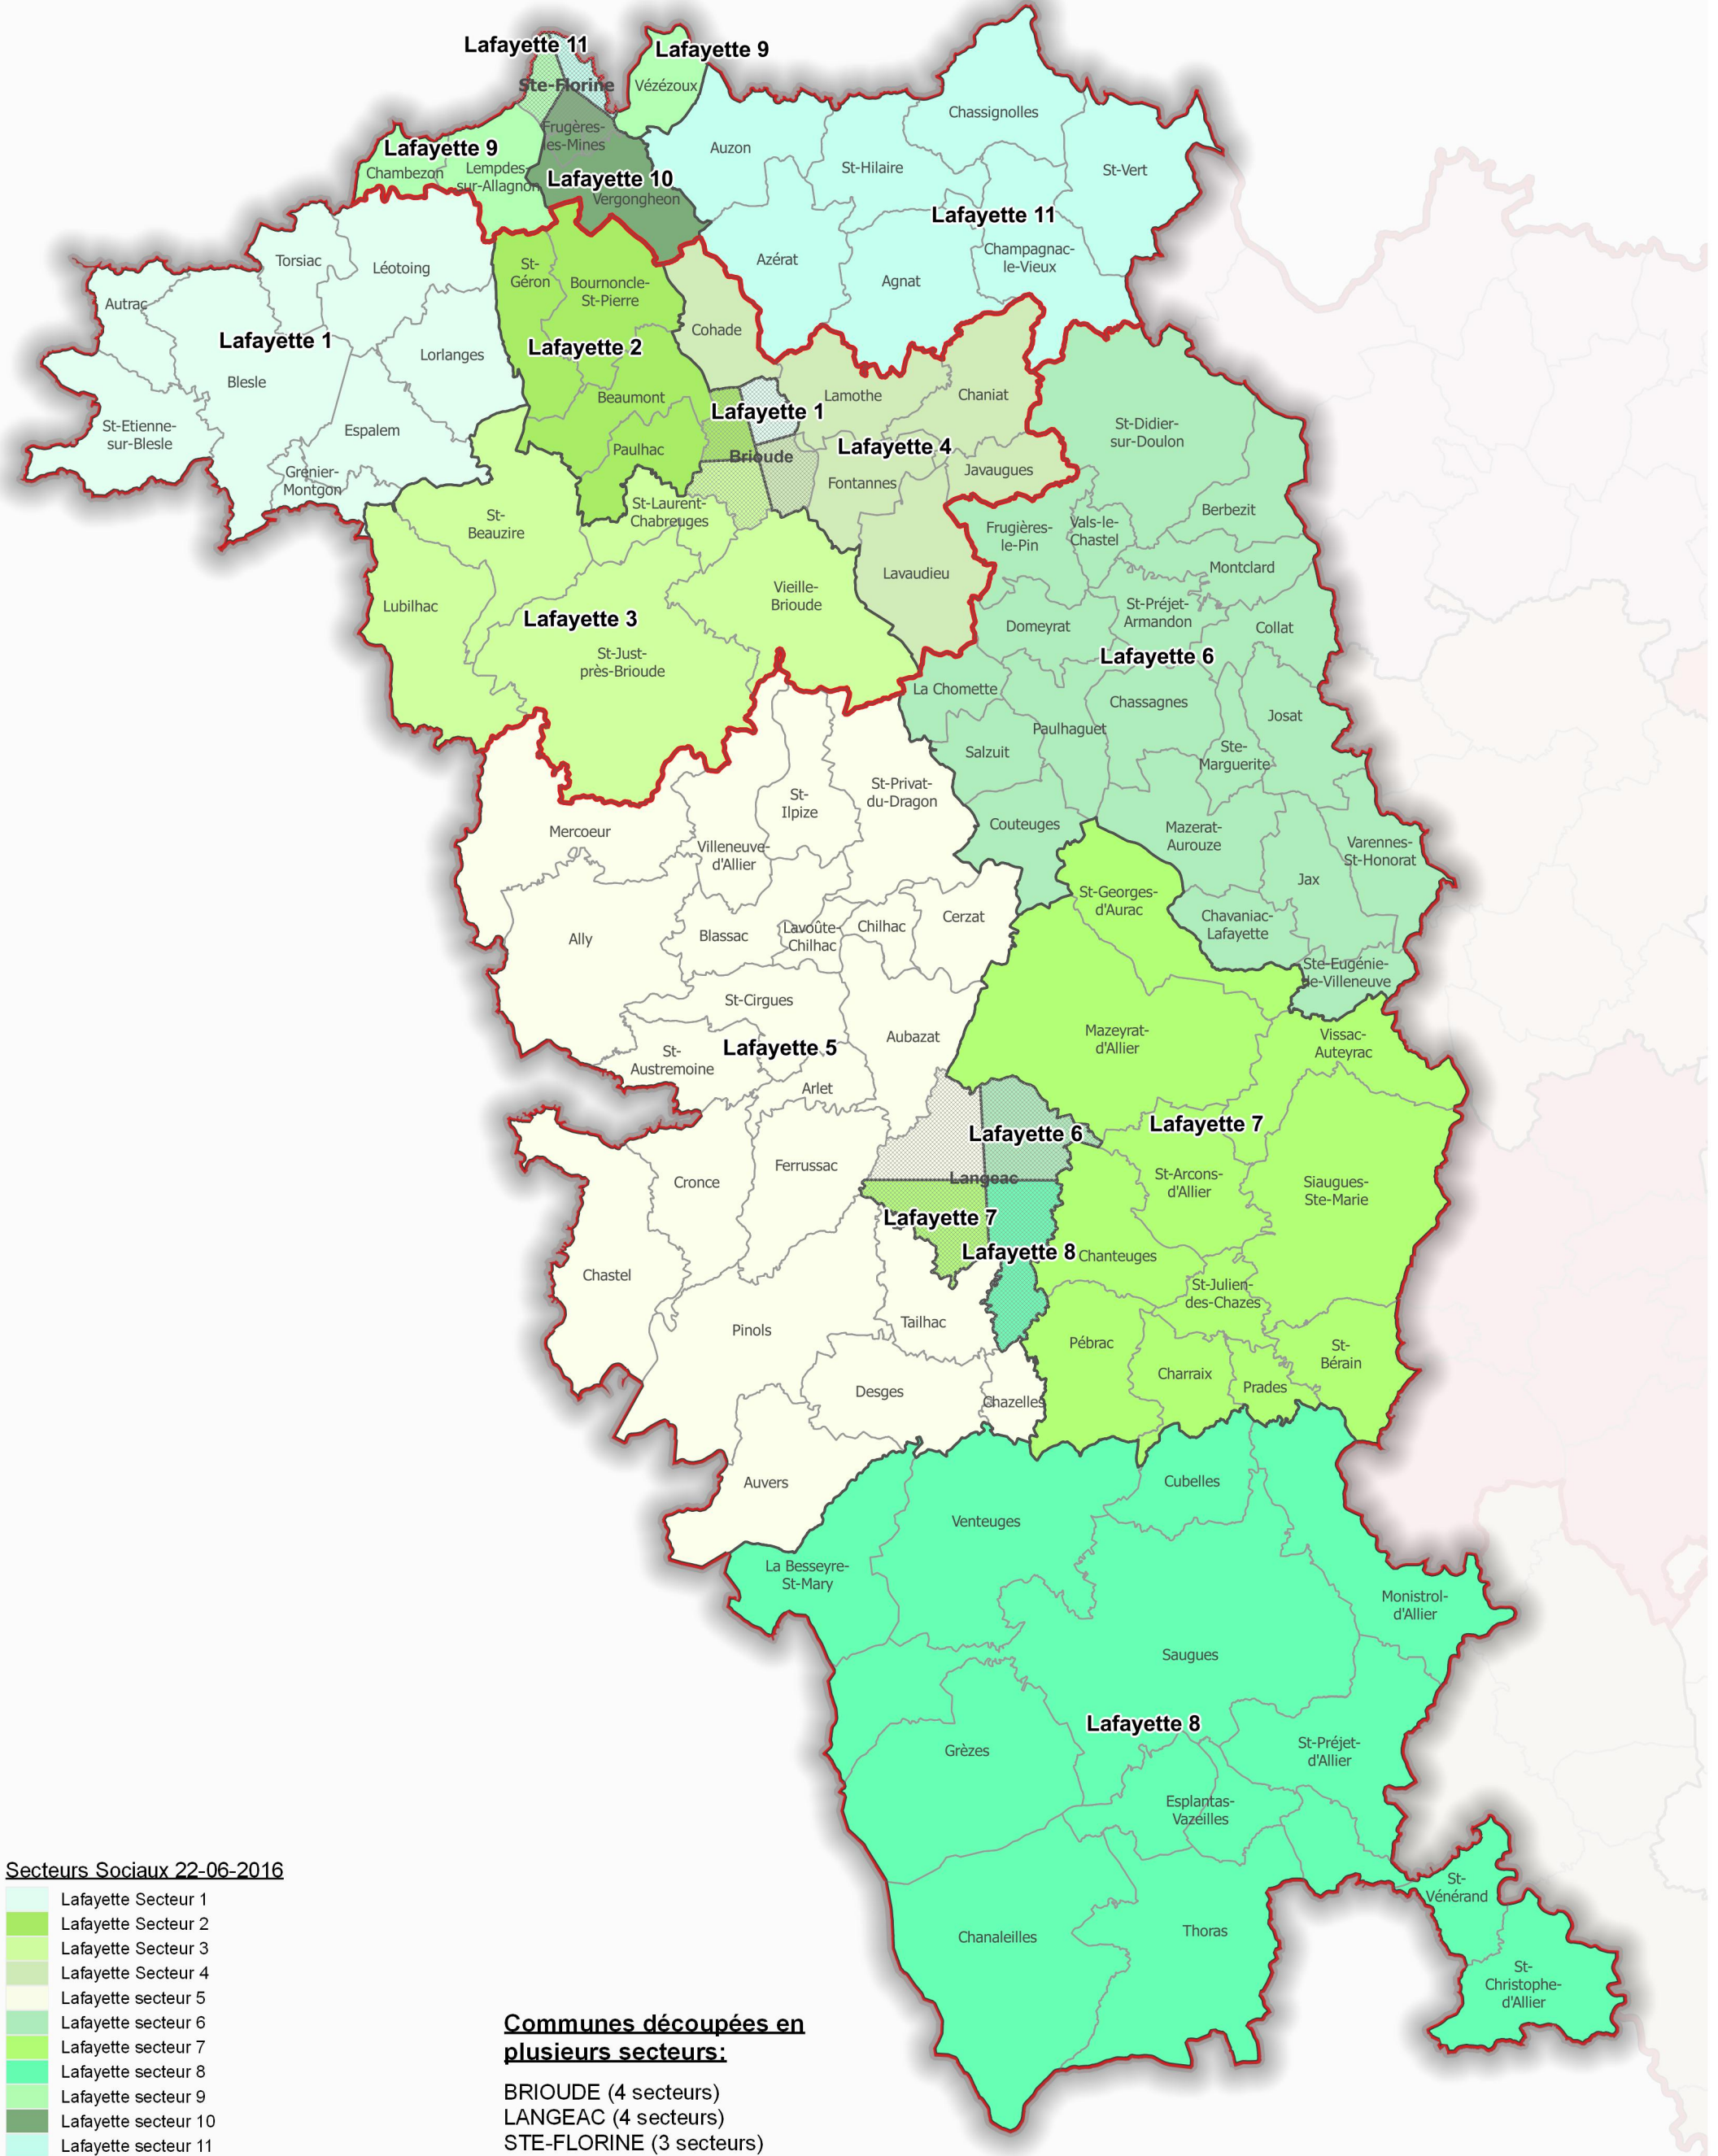 Lafayette 11
Lafayette 9
Ste-Florine
Vézézoux
Chassignolles
Frugères-
les-Mines
Auzon
Lafayette 9
St-Hilaire
St-Vert
Chambezon
Lempdes-
sur-Allagnon
Lafayette 10
Vergongheon
Lafayette 11
Torsiac
Léotoing
St-
Géron
Bournoncle-
St-Pierre
Azérat
Agnat
Champagnac-
le-Vieux
Autrac
Cohade
Lafayette 1
Lafayette 2
Lorlanges
Blesle
Beaumont
Lamothe
Chaniat
Lafayette 1
St-Etienne-
sur-Blesle
Espalem
St-Didier-
sur-Doulon
Paulhac
Brioude
Lafayette 4
Grenier-
Montgon
Fontannes
Javaugues
St-
Beauzire
St-Laurent-
Chabreuges
Frugières-
le-Pin
Vals-le-
Chastel
Berbezit
Lavaudieu
Montclard
Lubilhac
Vieille-
Brioude
St-Préjet-
Armandon
Lafayette 3
Domeyrat
Collat
St-Just-
près-Brioude
Lafayette 6
La Chomette
Chassagnes
Josat
Paulhaguet
Salzuit
Ste-
Marguerite
St-
Ilpize
St-Privat-
du-Dragon
Mercoeur
Couteuges
Mazerat-
Aurouze
Villeneuve-
d'Allier
Varennes-
St-Honorat
Jax
St-Georges-
d'Aurac
Ally
Blassac
Lavoûte-
Chilhac
Chilhac
Cerzat
Chavaniac-
Lafayette
Ste-Eugénie-
de-Villeneuve
St-Cirgues
Aubazat
Mazeyrat-
d'Allier
Vissac-
Auteyrac
Lafayette 5
St-
Austremoine
Arlet
Lafayette 6
Lafayette 7
Ferrussac
Cronce
Langeac
St-Arcons-
d'Allier
Siaugues-
Ste-Marie
Lafayette 7
Lafayette 8
Chanteuges
Chastel
St-Julien-
des-Chazes
Pinols
Tailhac
Pébrac
St-
Bérain
Charraix
Prades
Desges
Chazelles
Auvers
Cubelles
Venteuges
La Besseyre-
St-Mary
Monistrol-
d'Allier
Saugues
Lafayette 8
Grèzes
St-Préjet-
d'Allier
Esplantas-
Vazeilles
St-
Vénérand
Chanaleilles
Thoras
St-
Christophe-
d'Allier
Secteurs Sociaux 22-06-2016
Lafayette Secteur 1
Lafayette Secteur 2
Lafayette Secteur 3
Lafayette Secteur 4
Lafayette secteur 5
Lafayette secteur 6
Lafayette secteur 7
Lafayette secteur 8
Lafayette secteur 9
Lafayette secteur 10
Lafayette secteur 11
Communes découpées en
plusieurs secteurs:
BRIOUDE (4 secteurs)
LANGEAC (4 secteurs)
STE-FLORINE (3 secteurs)